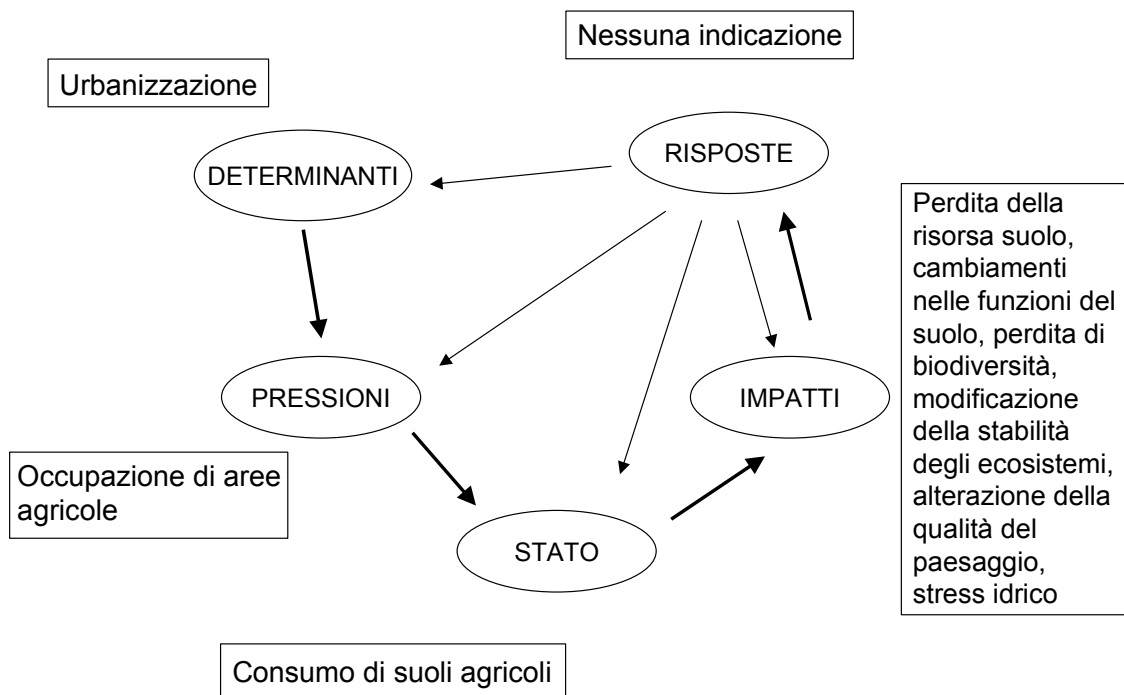 Nessuna indicazione
Urbanizzazione
RISPOSTE
DETERMINANTI
Perdita della
risorsa suolo,
cambiamenti
nelle funzioni del
suolo, perdita di
biodiversità,
modificazione
della stabilità
degli ecosistemi,
alterazione della
qualità del
paesaggio,
stress idrico
PRESSIONI
IMPATTI
Occupazione di aree
agricole
STATO
Consumo di suoli agricoli